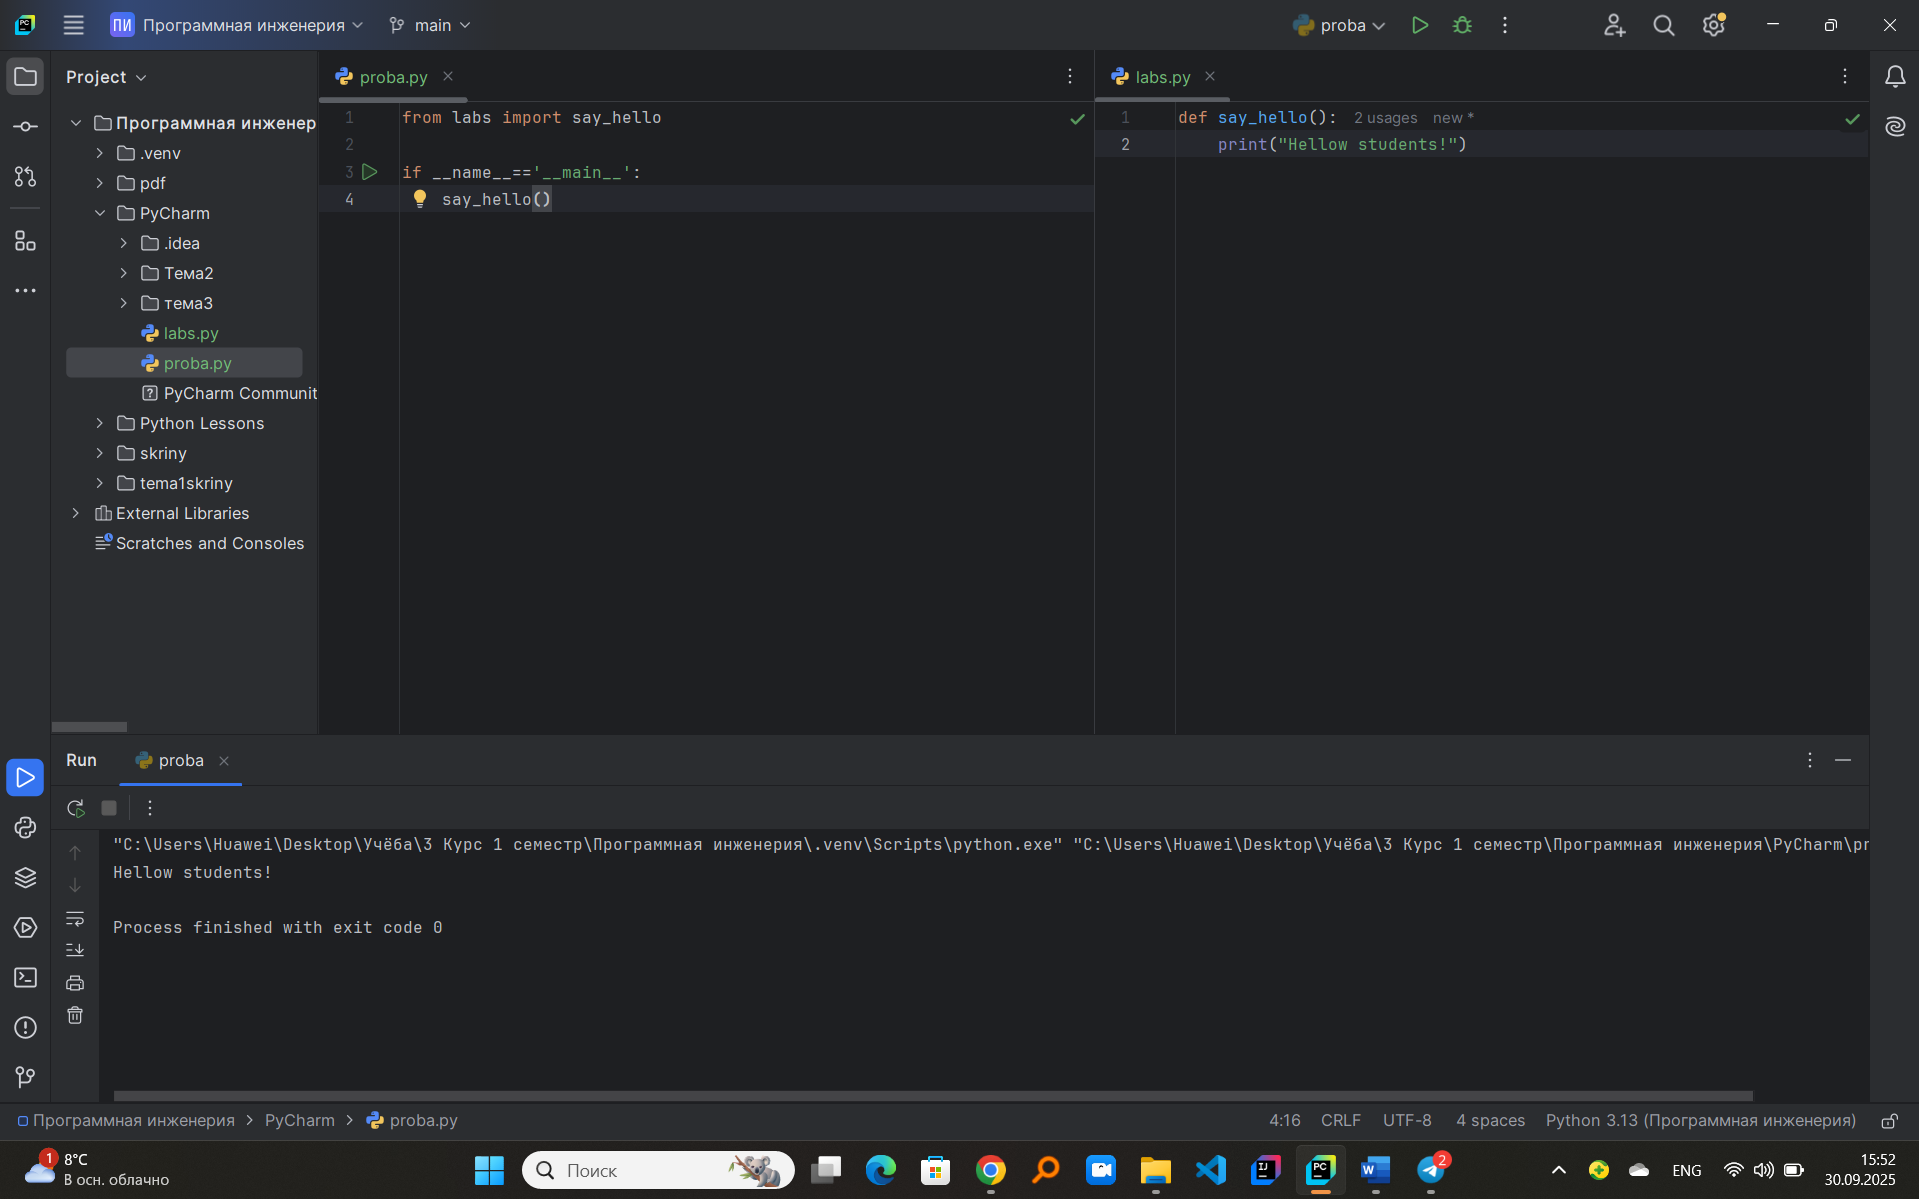 ПИ Программная инженерия main proba
Project
Программная инженер
.venv
pdf
PyCharm
.idea
Тема2
тема3
labs.py
proba.py
PyCharm Communit
Python Lessons
skriny
tema1skriny
External Libraries
Scratches and Consoles
proba.py
1 from labs import say_hello
2
3 if __name__=='__main__':
4 say_hello()
labs.py
1 def say_hello(): 2 usages new *
2 print("Hellow students!")
Run proba
"C:\Users\Huawei\Desktop\Учёба\3 Курс 1 семестр\Программная инженерия\.venv\Scripts\python.exe" "C:\Users\Huawei\Desktop\Учёба\3 Курс 1 семестр\Программная инженерия\PyCharm\pr
Hellow students!
Process finished with exit code 0
Программная инженерия > PyCharm > proba.py 4:16 CRLF UTF-8 4 spaces Python 3.13 (Программная инженерия)
1 8°C
В осн. облачно
Поиск
2
ENG
15:52
30.09.2025